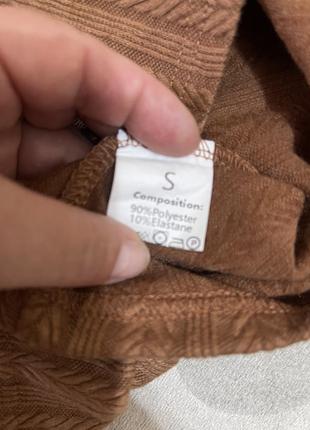 S
Composition:
90%Polyester
10%Elastane